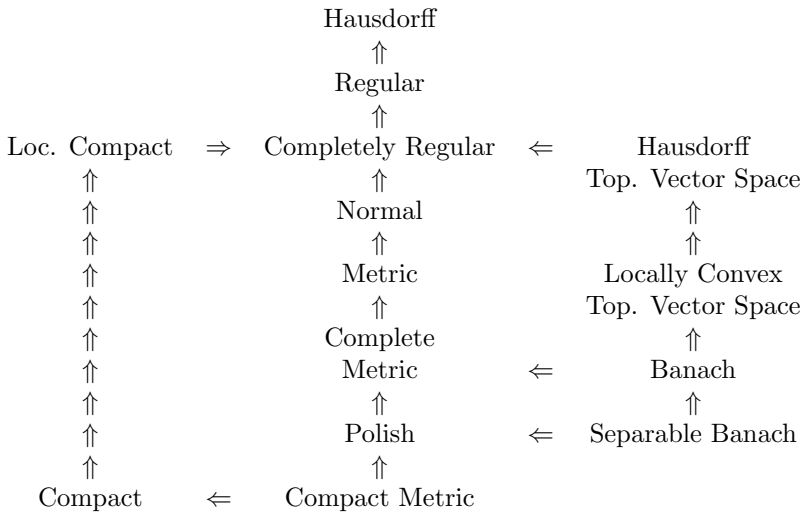 Hausdorff
⇑
Regular
⇑
Loc. Compact ⇒ Completely Regular ⇐ Hausdorff
⇑ ⇑ Top. Vector Space
⇑ Normal ⇑
⇑ ⇑ ⇑
⇑ Metric Locally Convex
⇑ ⇑ Top. Vector Space
⇑ Complete ⇑
⇑ Metric ⇐ Banach
⇑ ⇑ ⇑
⇑ Polish ⇐ Separable Banach
⇑ ⇑
Compact ⇐ Compact Metric